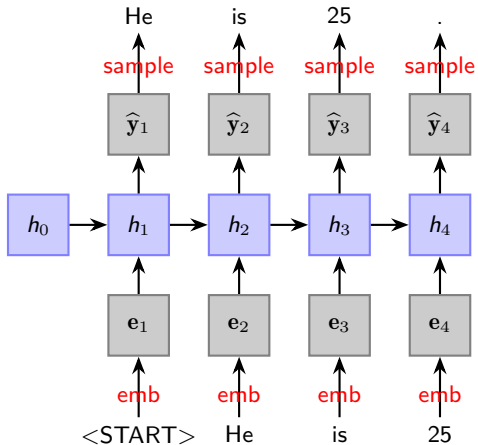 He is 25 .
sample sample sample sample
ŷ₁ ŷ₂ ŷ₃ ŷ₄
h₀ h₁ h₂ h₃ h₄
e₁ e₂ e₃ e₄
emb emb emb emb
<START> He is 25